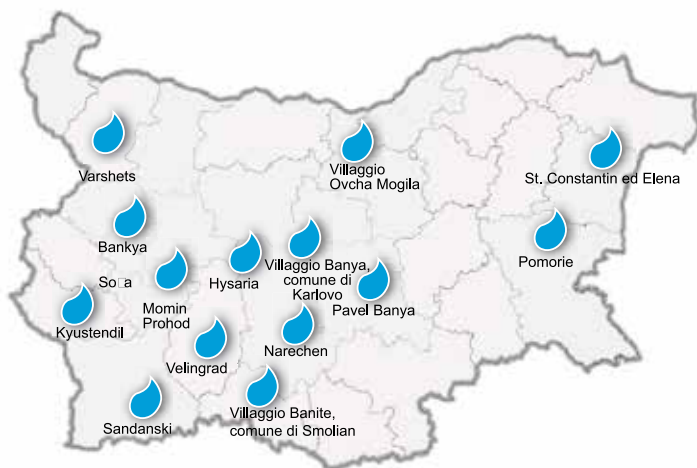 Varshets
Villaggio
Ovcha Mogila
St. Constantin ed Elena
Bankya
Hysaria
Villaggio Banya,
comune di
Karlovo
Pomorie
So□a
Momin
Prohod
Pavel Banya
Kyustendil
Velingrad
Narechen
Sandanski
Villaggio Banite,
comune di Smolian